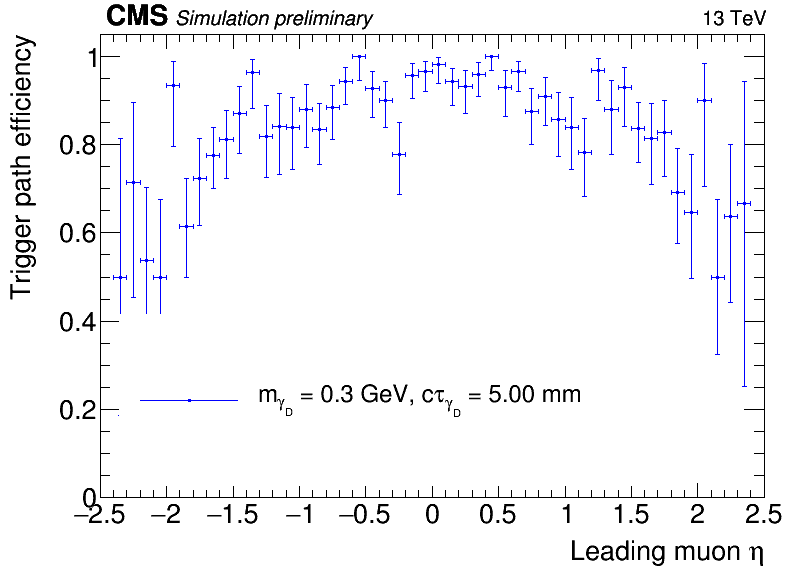 CMS Simulation preliminary 13 TeV
Trigger path efficiency
1
0.8
0.6
0.4
0.2
0
mγD = 0.3 GeV, cτγD = 5.00 mm
−2.5 −2 −1.5 −1 −0.5 0 0.5 1 1.5 2 2.5
Leading muon η